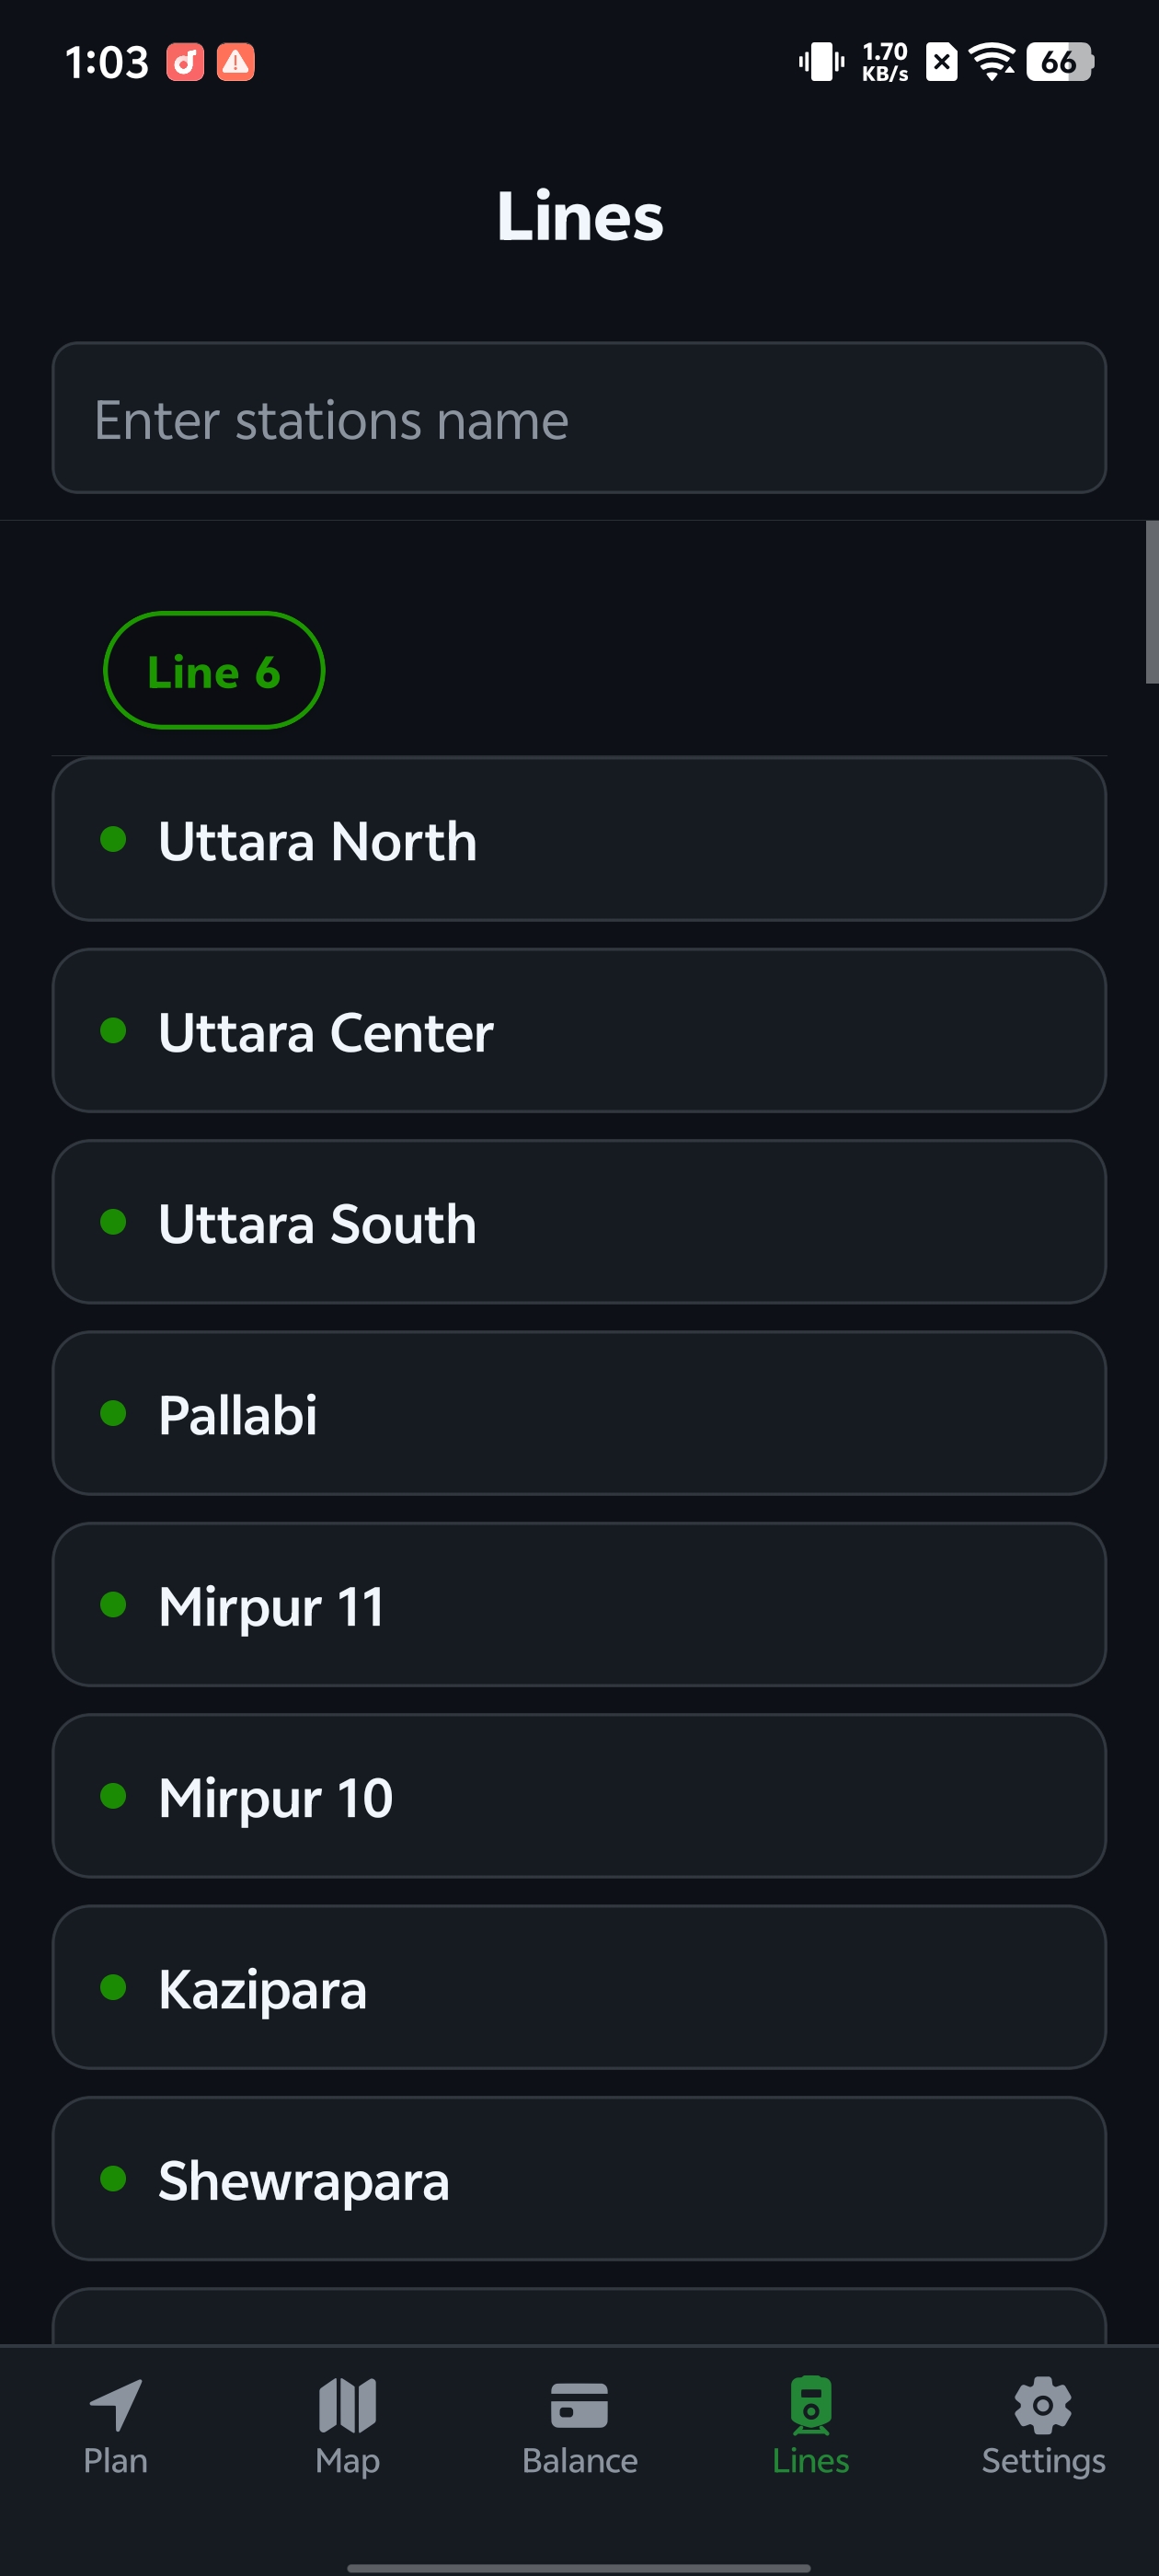 1:03
1.70
KB/s
66
Lines
Enter stations name
Line 6
Uttara North
Uttara Center
Uttara South
Pallabi
Mirpur 11
Mirpur 10
Kazipara
Shewrapara
Plan
Map
Balance
Lines
Settings